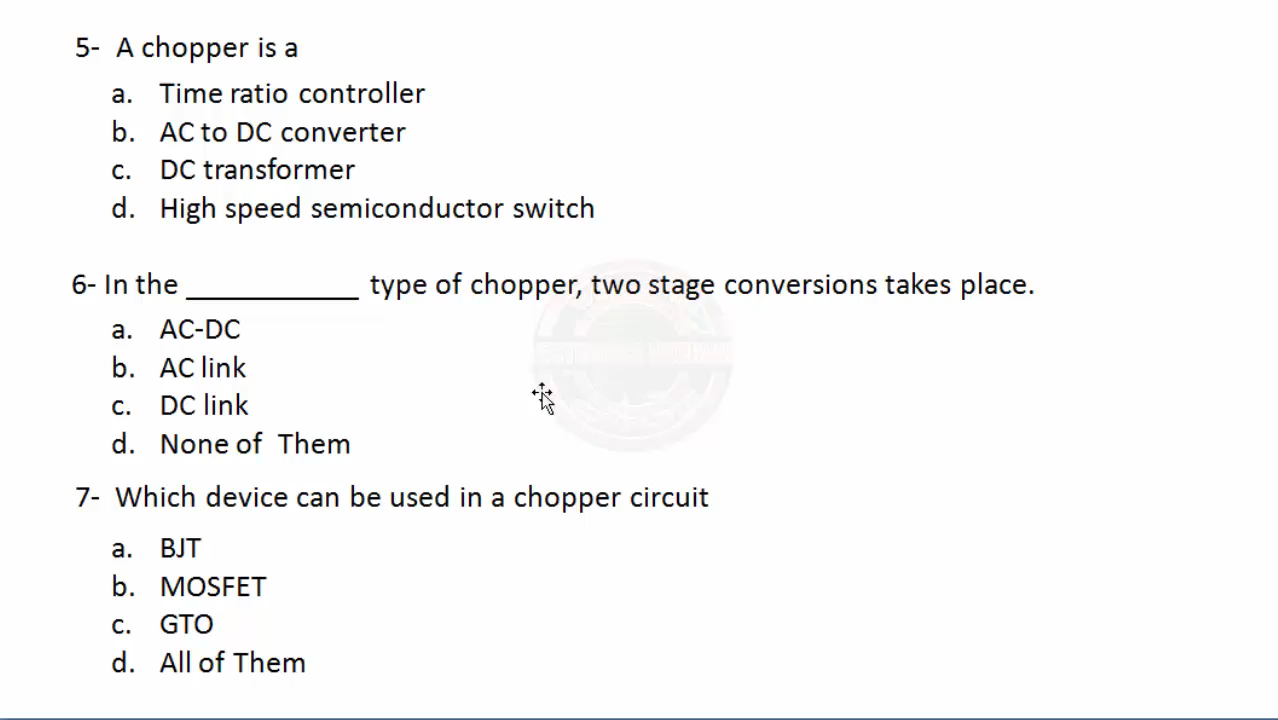 5- A chopper is a
a. Time ratio controller
b. AC to DC converter
c. DC transformer
d. High speed semiconductor switch
6- In the ____________ type of chopper, two stage conversions takes place.
a. AC-DC
b. AC link
c. DC link
d. None of Them
7- Which device can be used in a chopper circuit
a. BJT
b. MOSFET
c. GTO
d. All of Them